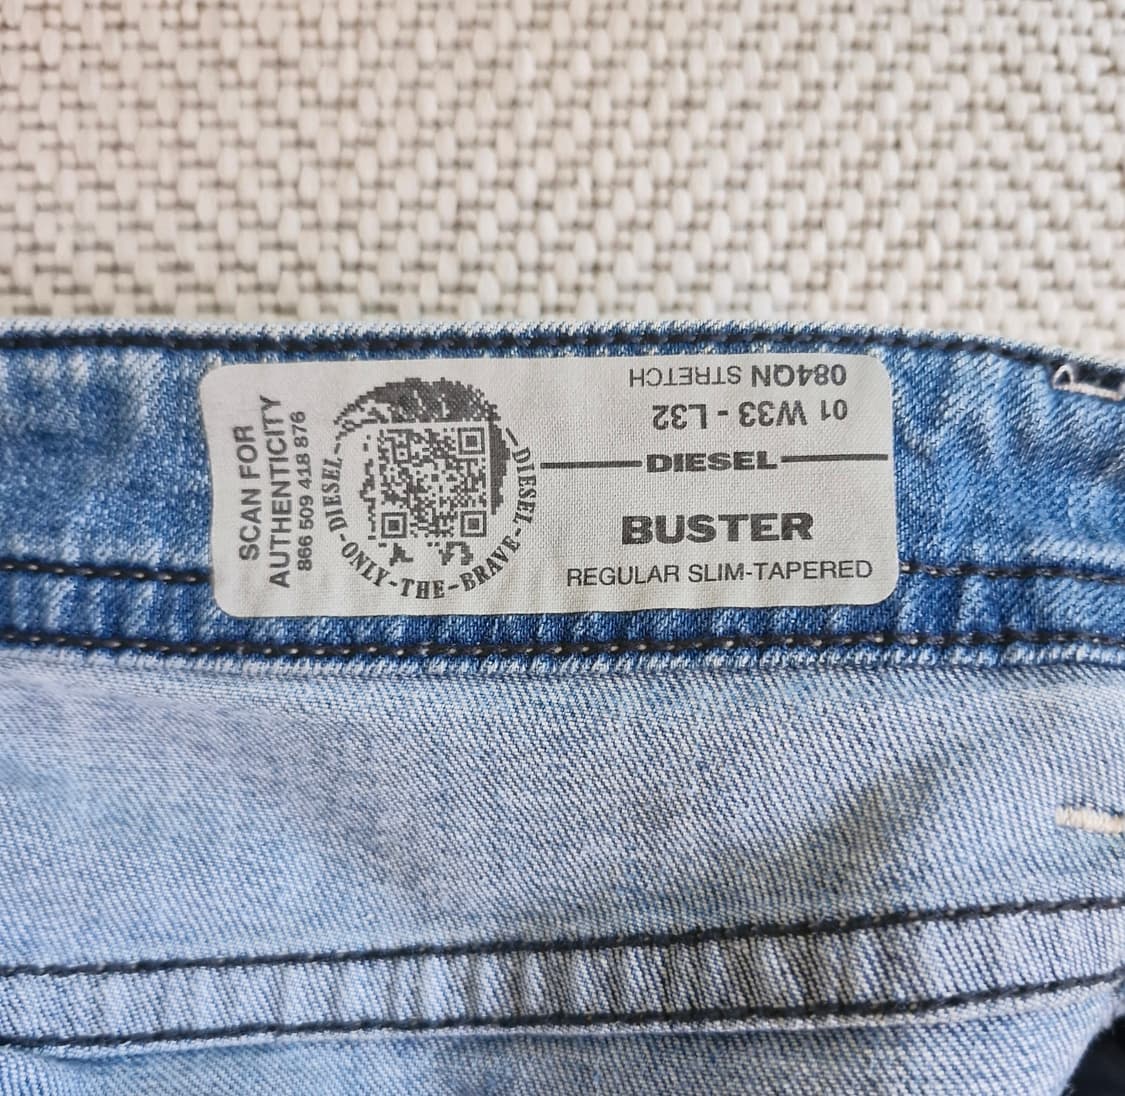 SCAN FOR
AUTHENTICITY
866 509 418 876
DIESEL-ONLY-THE-BRAVE-DIESEL
084QN STRETCH
01 W33 - L32
DIESEL
BUSTER
REGULAR SLIM-TAPERED